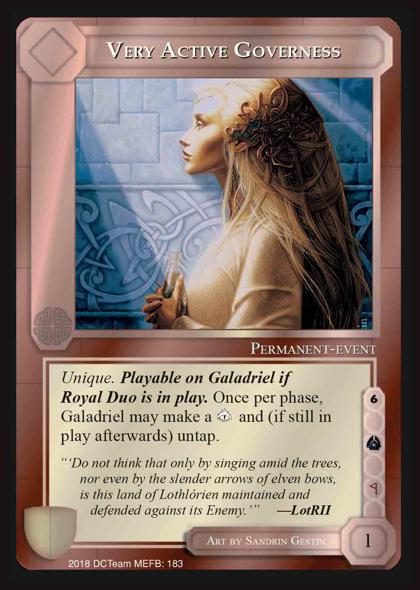 Very Active Governess
Permanent-event
Unique. Playable on Galadriel if
Royal Duo is in play. Once per phase,
Galadriel may make a and (if still in
play afterwards) untap.
“‘Do not think that only by singing amid the trees,
nor even by the slender arrows of elven bows,
is this land of Lothlórien maintained and
defended against its Enemy.’” —LotRII
6
Art by Sandrin Gestin
1
2018 DCTeam MEFB: 183